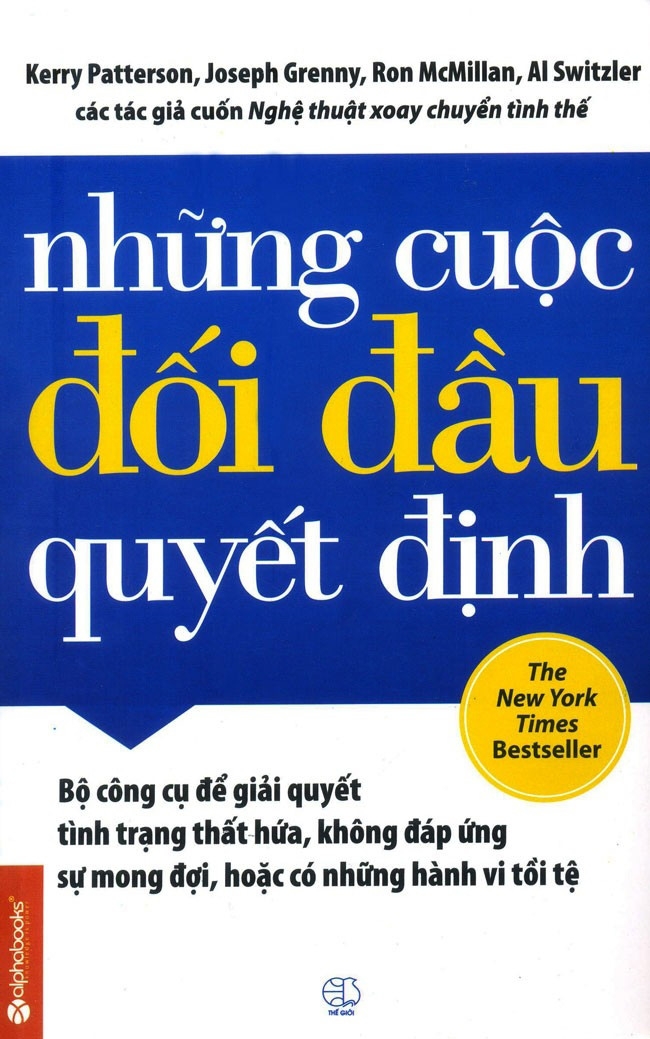 Kerry Patterson, Joseph Grenny, Ron McMillan, Al Switzler
các tác giả cuốn Nghệ thuật xoay chuyển tình thế
những cuộc
đối đầu
quyết định
The
New York
Times
Bestseller
Bộ công cụ để giải quyết
tình trạng thất hứa, không đáp ứng
sự mong đợi, hoặc có những hành vi tồi tệ
alphabooks®
THẾ GIỚI